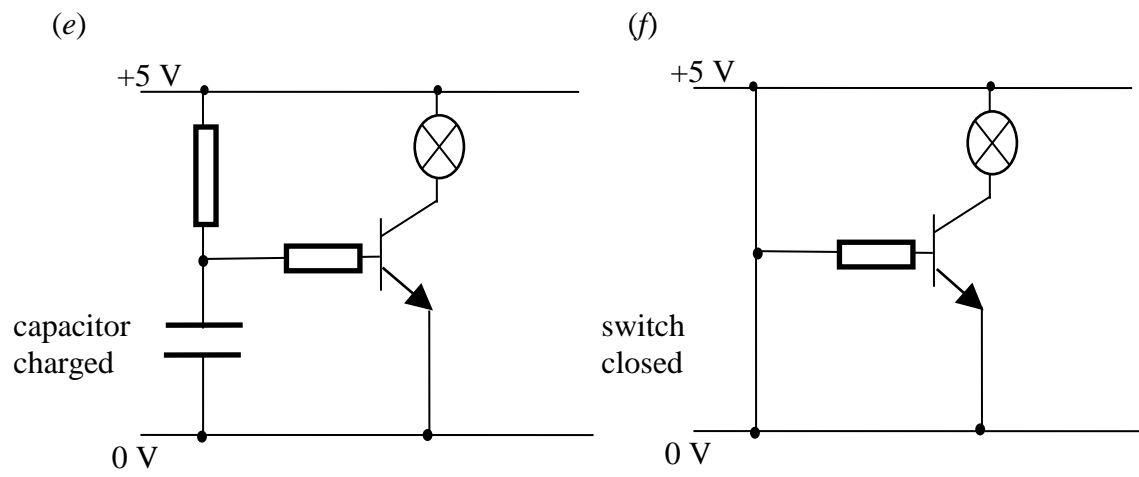 (e)
+5 V
capacitor
charged
0 V
(f)
+5 V
switch
closed
0 V